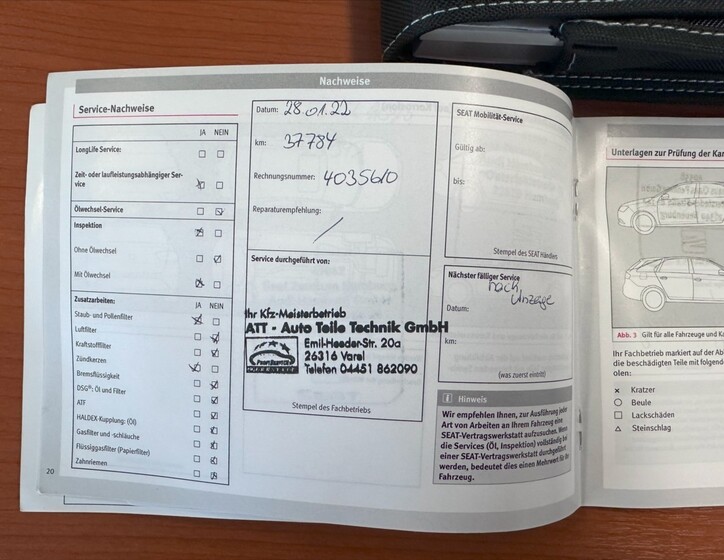 Nachweise
Service-Nachweise
JA NEIN
LongLife Service:
Zeit- oder laufleistungsabhängiger Ser-
vice
Ölwechsel-Service
Inspektion
Ohne Ölwechsel
Mit Ölwechsel
Zusatzarbeiten: JA NEIN
Staub- und Pollenfilter
Luftfilter
Kraftstofffilter
Zündkerzen
Bremsflüssigkeit
DSG®: Öl und Filter
ATF
HALDEX-Kupplung: (Öl)
Gasfilter und -schläuche
Flüssiggasfilter (Papierfilter)
Zahnriemen
20
Datum: 28.01.22
km: 37784
Rechnungsnummer: 4035610
Reparaturempfehlung: /
Service durchgeführt von:
Ihr Kfz-Meisterbetrieb
ATT - Auto Teile Technik GmbH
Emil-Heeder-Str. 20a
26316 Varel
Telefon 04451 862090
Stempel des Fachbetriebs
SEAT Mobilität-Service
Gültig ab:
bis:
Stempel des SEAT Händlers
Nächster fälliger Service
nach
Anzeige
Datum:
km:
(was zuerst eintritt)
i Hinweis
Wir empfehlen Ihnen, zur Ausführung jeder
Art von Arbeiten an Ihrem Fahrzeug eine
SEAT-Vertragswerkstatt aufzusuchen. Wenn
die Services (Öl, Inspektion) vollständig bei
einer SEAT-Vertragswerkstatt durchgeführt
werden, bedeutet dies einen Mehrwert für Ihr
Fahrzeug.
Unterlagen zur Prüfung der Kar
Abb. 3 Gilt für alle Fahrzeuge und Ka
Ihr Fachbetrieb markiert auf der Ab
die beschädigten Teile mit folgende
olen:
× Kratzer
○ Beule
□ Lackschäden
△ Steinschlag